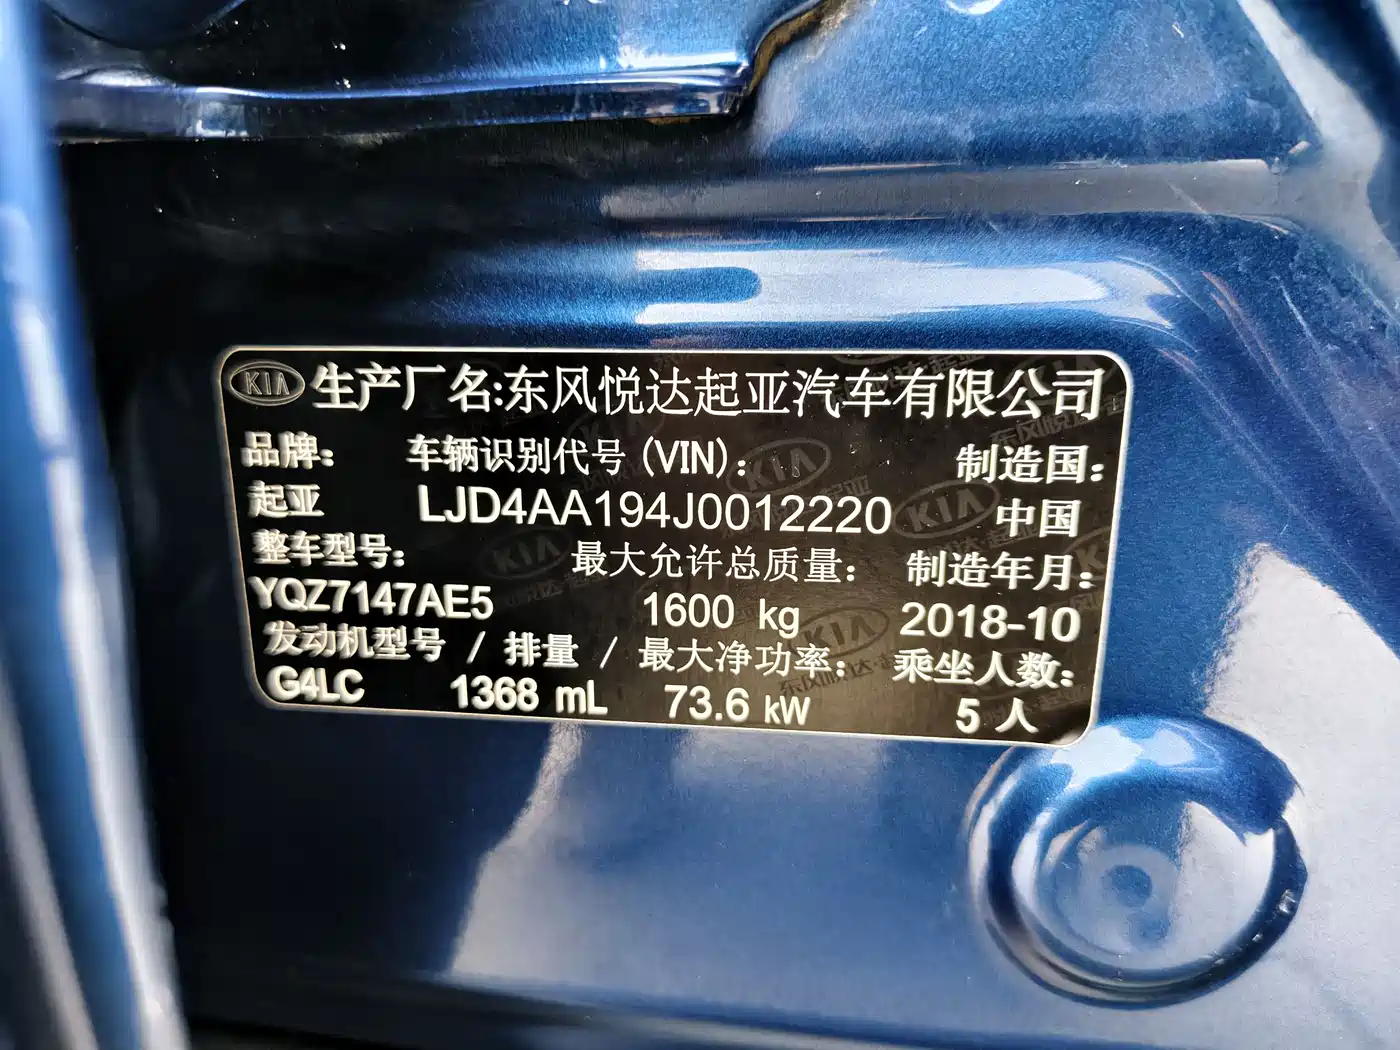 KIA 生产厂名:东风悦达起亚汽车有限公司
品牌: 车辆识别代号 (VIN): 制造国:
起亚 LJD4AA194J0012220 中国
整车型号: 最大允许总质量: 制造年月:
YQZ7147AE5 1600 kg 2018-10
发动机型号 / 排量 / 最大净功率: 乘坐人数:
G4LC 1368 mL 73.6 kW 5 人